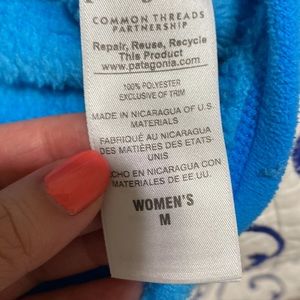 COMMON THREADS
PARTNERSHIP
Repair, Reuse, Recycle
This Product
www.patagonia.com
100% POLYESTER
EXCLUSIVE OF TRIM
MADE IN NICARAGUA OF U.S.
MATERIALS
FABRIQUÉ AU NICARAGUA
DES MATIÈRES DES ETATS-
UNIS
ECHO EN NICARAGUA CON
MATERIALES DE EE.UU.
WOMEN'S
M